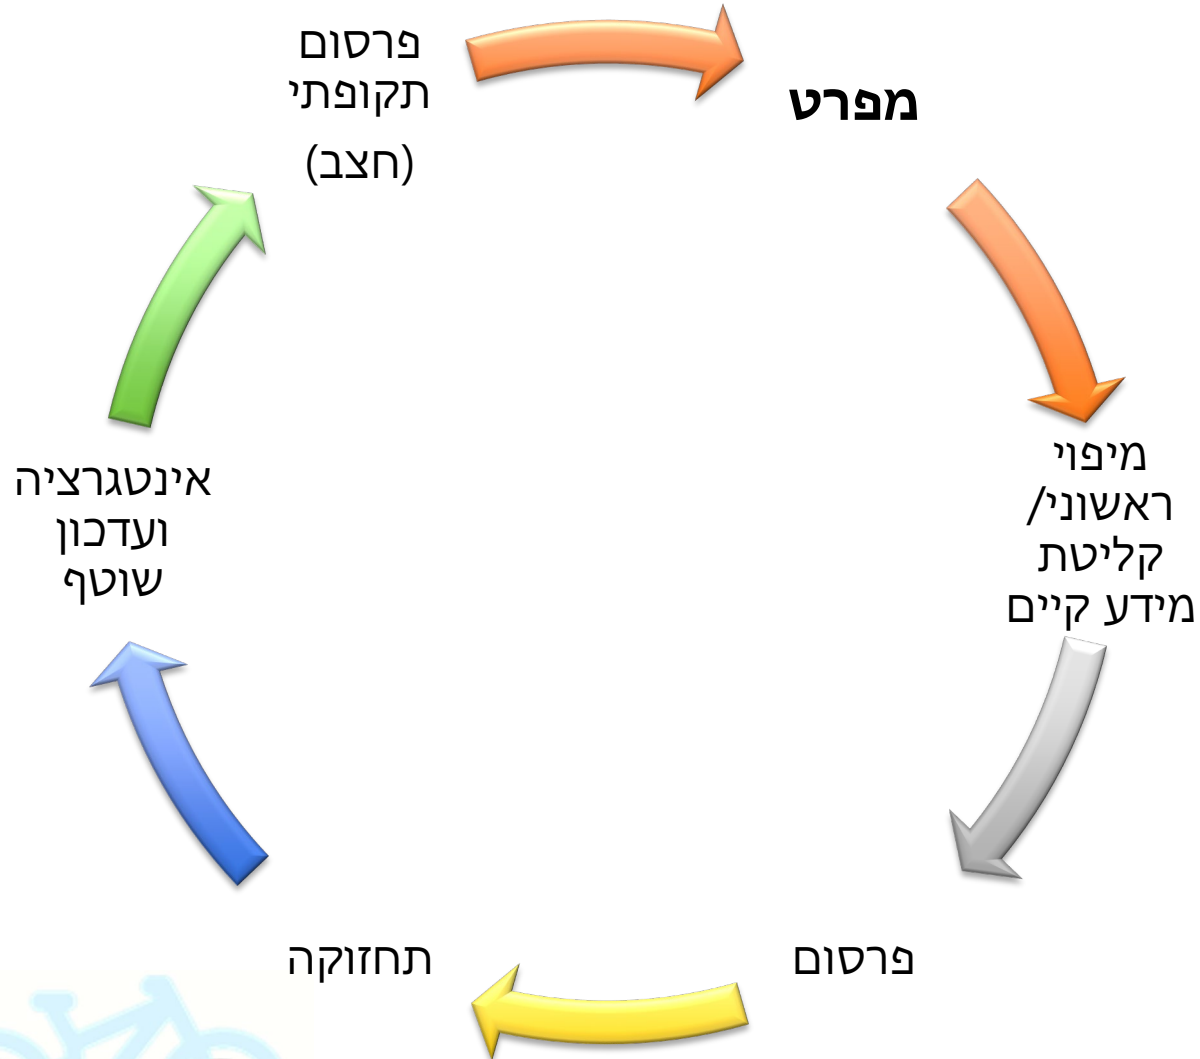 פרסום
תקופתי
(חצב)
מפרט
מיפוי
ראשוני/
קליטת
מידע קיים
פרסום
תחזוקה
אינטגרציה
ועדכון
שוטף